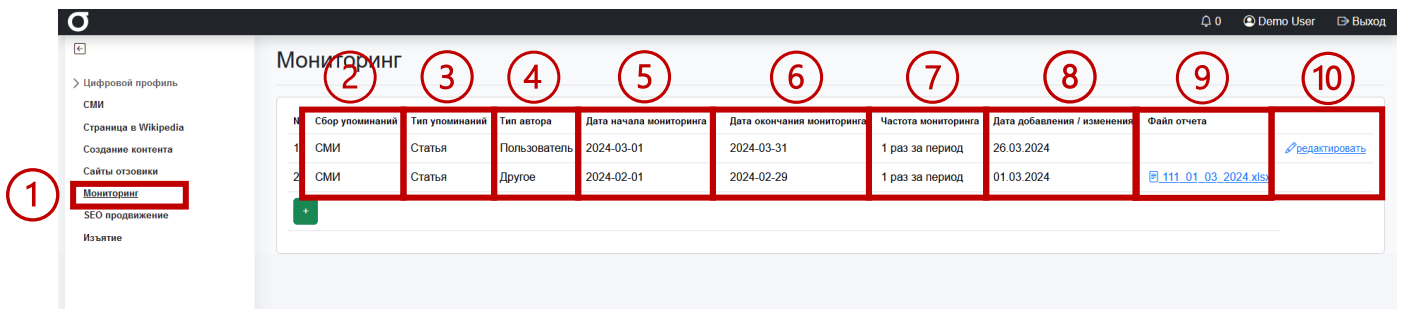 0 Demo User Выход
Цифровой профиль
СМИ
Страница в Wikipedia
Создание контента
Сайты отзовики
Мониторинг
SEO продвижение
Изъятие
1
Мониторинг
2 3 4 5 6 7 8 9 10
Сбор упоминаний Тип упоминаний Тип автора Дата начала мониторинга Дата окончания мониторинга Частота мониторинга Дата добавления / изменения Файл отчета
1 СМИ Статья Пользователь 2024-03-01 2024-03-31 1 раз за период 26.03.2024 редактировать
2 СМИ Статья Другое 2024-02-01 2024-02-29 1 раз за период 01.03.2024 111_01_03_2024.xlsx
+